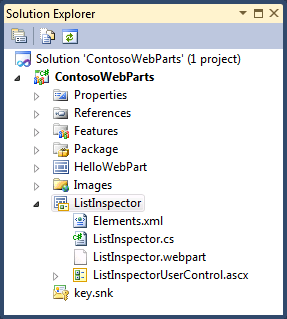 Solution Explorer
Solution 'ContosoWebParts' (1 project)
ContosoWebParts
Properties
References
Features
Package
HelloWebPart
Images
ListInspector
Elements.xml
ListInspector.cs
ListInspector.webpart
ListInspectorUserControl.ascx
key.snk